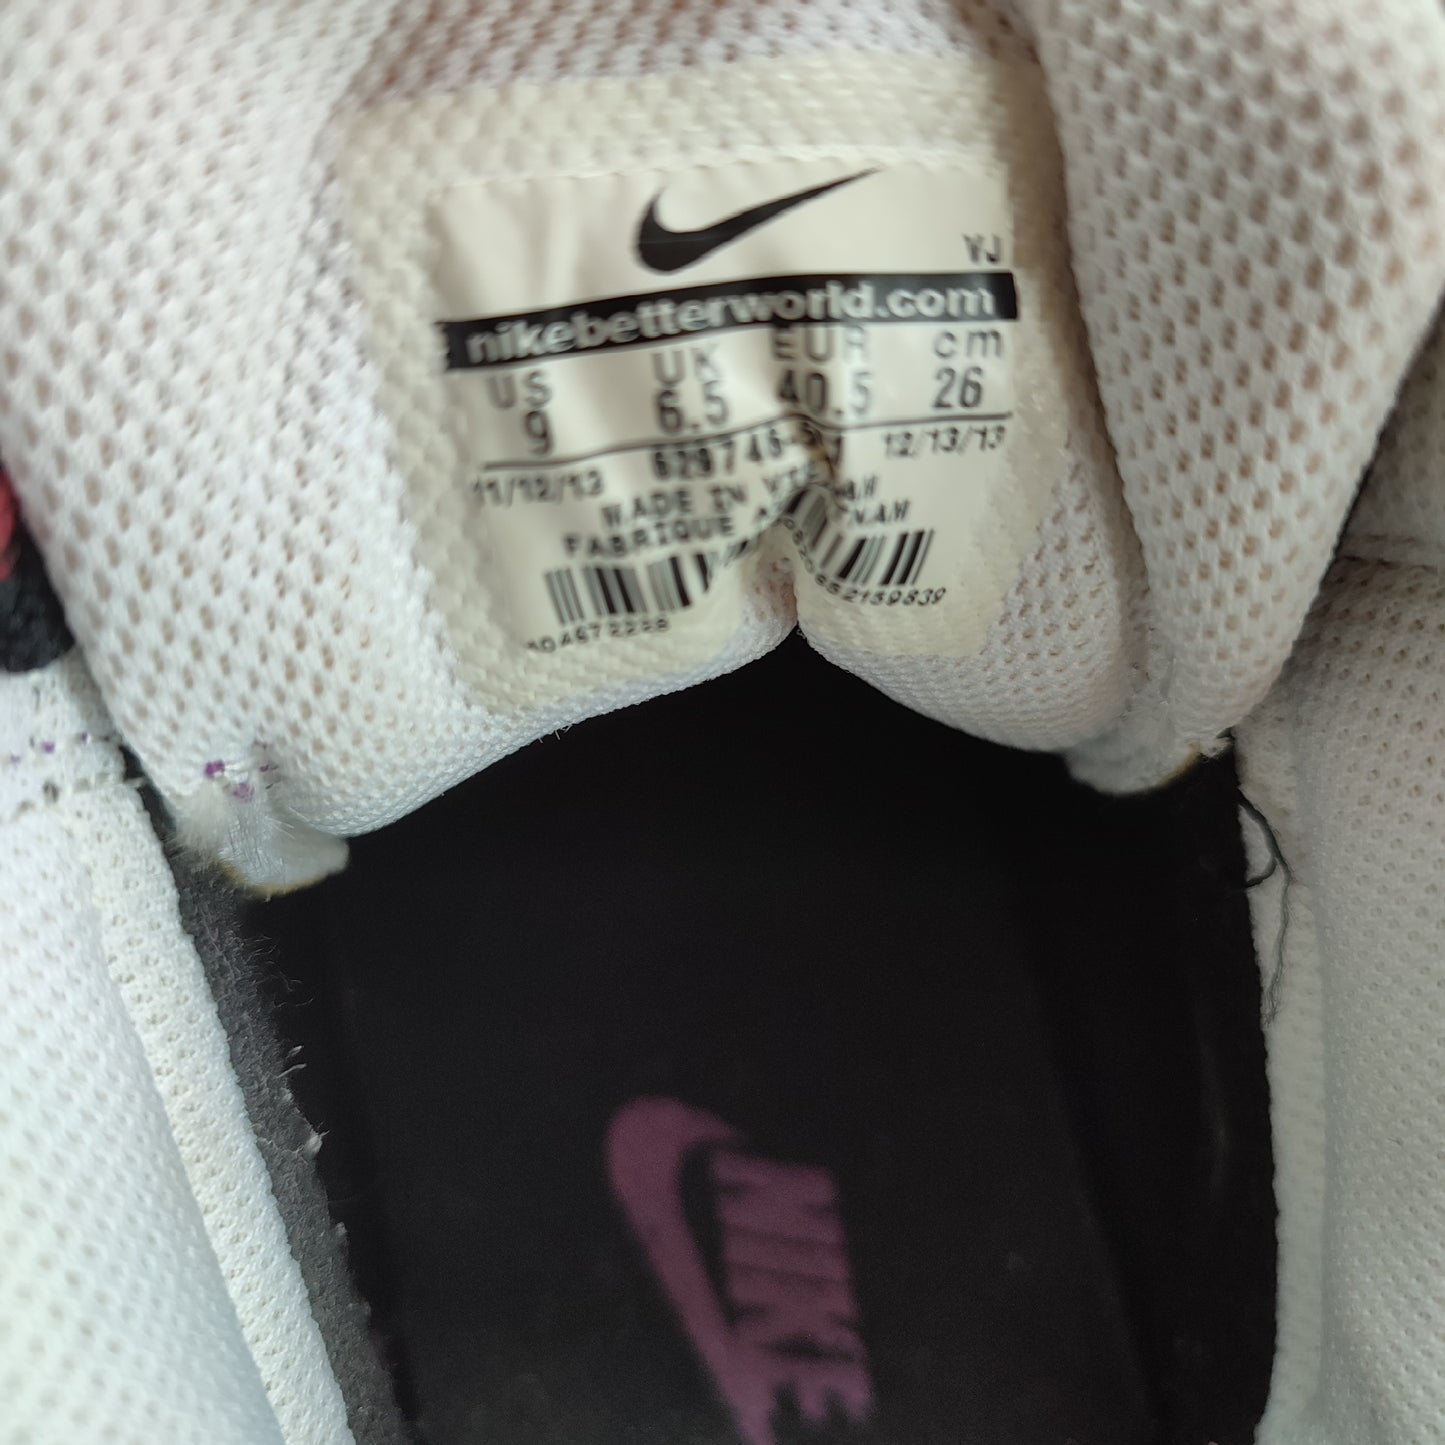 VJ
nikebetterworld.com
US UK EUR cm
9 6.5 40.5 26
11/12/13 12/13/13
MADE IN
FABRIQUE
NIKE